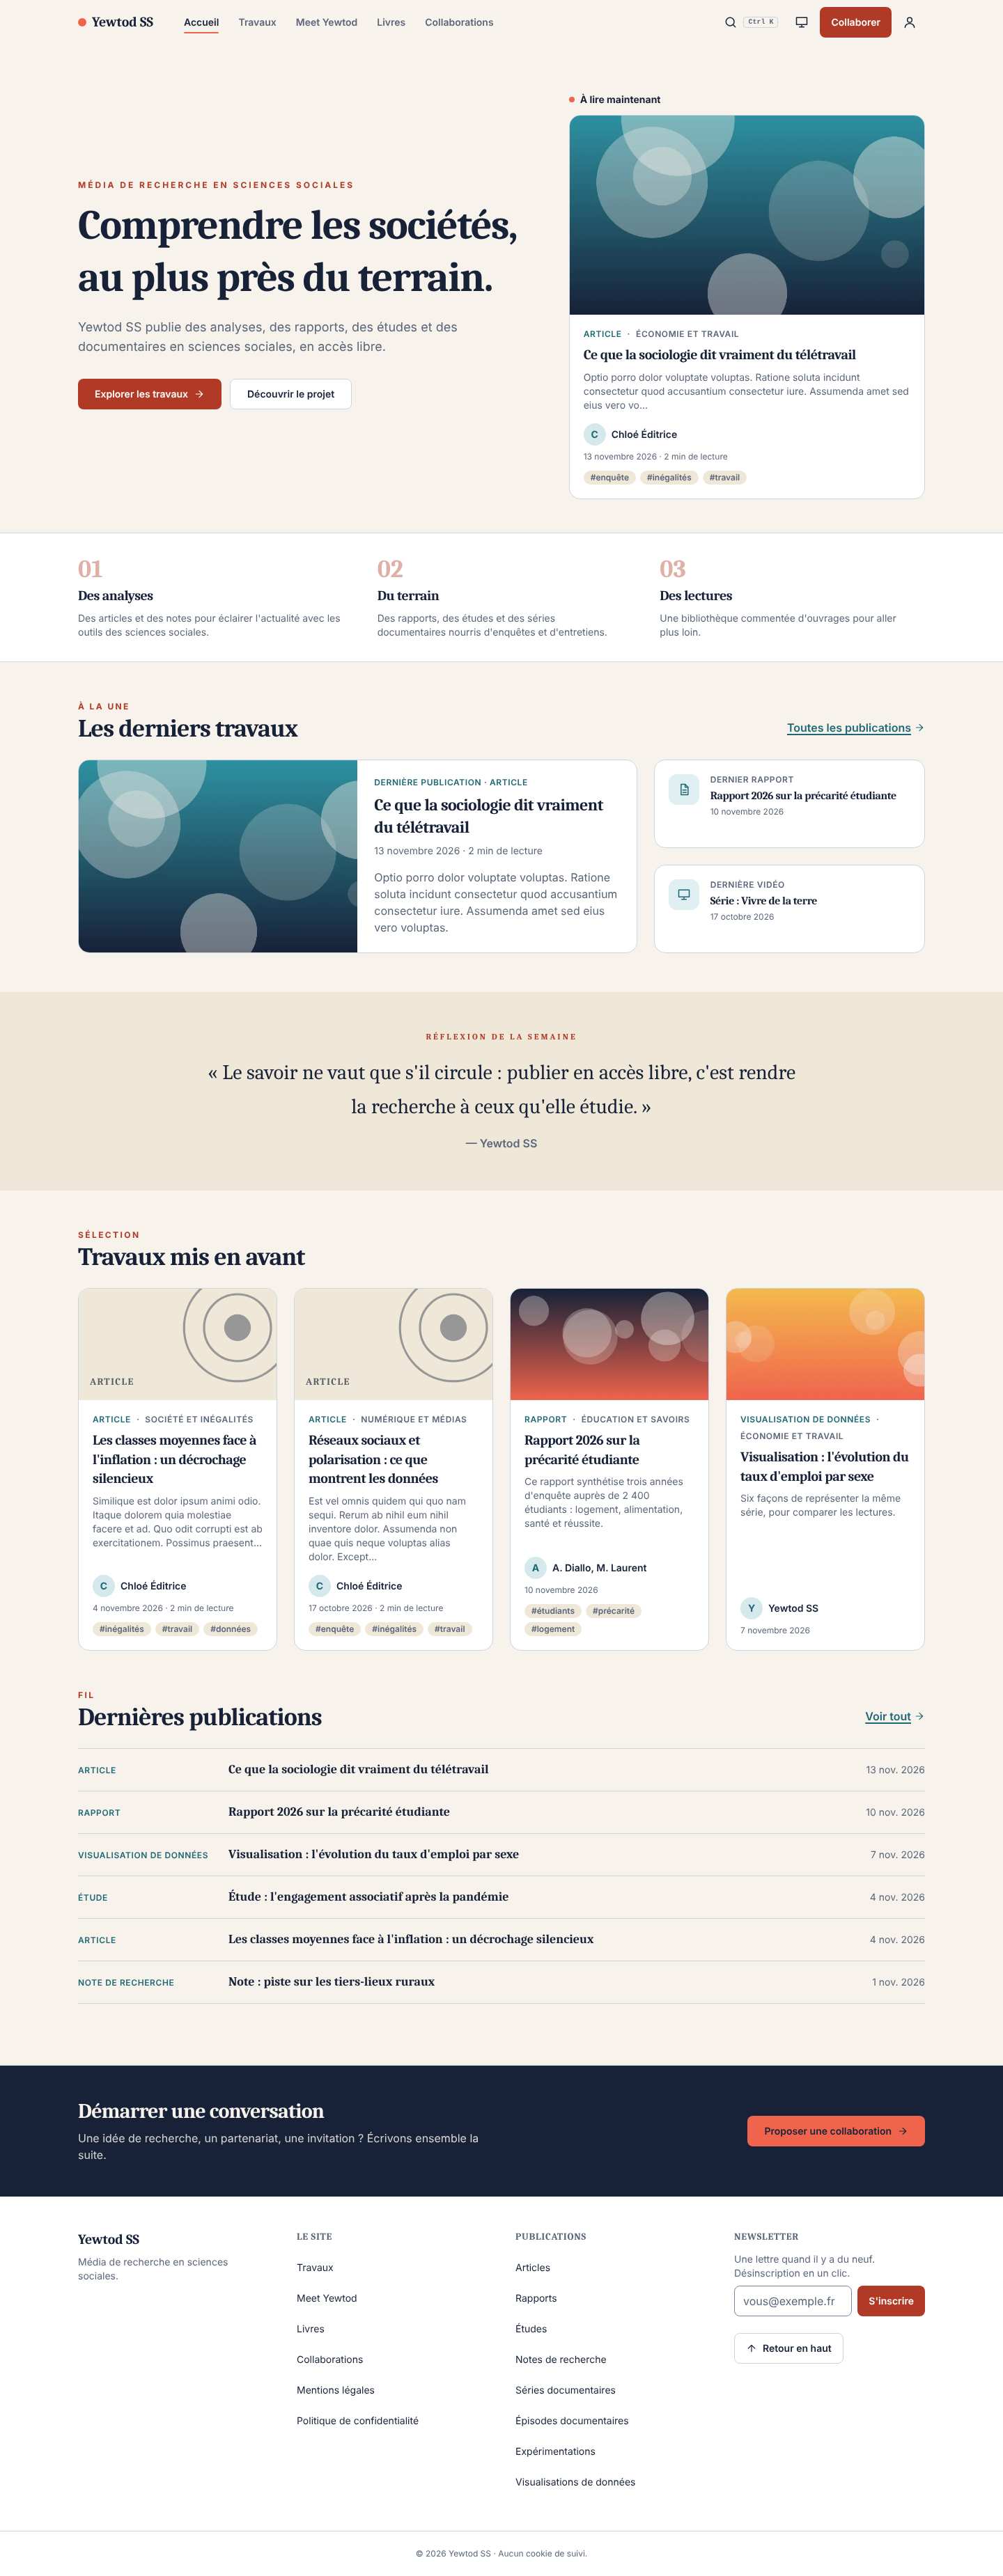 Yewtod SS
Accueil
Travaux
Meet Yewtod
Livres
Collaborations
Ctrl K
Collaborer
À lire maintenant
MÉDIA DE RECHERCHE EN SCIENCES SOCIALES
Comprendre les sociétés,
au plus près du terrain.
Yewtod SS publie des analyses, des rapports, des études et des
documentaires en sciences sociales, en accès libre.
Explorer les travaux →
Découvrir le projet
ARTICLE · ÉCONOMIE ET TRAVAIL
Ce que la sociologie dit vraiment du télétravail
Optio porro dolor voluptate voluptas. Ratione soluta incidunt
consectetur quod accusantium consectetur iure. Assumenda amet sed
eius vero vo...
C
Chloé Éditrice
13 novembre 2026 · 2 min de lecture
#enquête #inégalités #travail
01
Des analyses
Des articles et des notes pour éclairer l'actualité avec les
outils des sciences sociales.
02
Du terrain
Des rapports, des études et des séries
documentaires nourris d'enquêtes et d'entretiens.
03
Des lectures
Une bibliothèque commentée d'ouvrages pour aller
plus loin.
À LA UNE
Les derniers travaux
Toutes les publications →
DERNIÈRE PUBLICATION · ARTICLE
Ce que la sociologie dit vraiment
du télétravail
13 novembre 2026 · 2 min de lecture
Optio porro dolor voluptate voluptas. Ratione
soluta incidunt consectetur quod accusantium
consectetur iure. Assumenda amet sed eius
vero voluptas.
DERNIER RAPPORT
Rapport 2026 sur la précarité étudiante
10 novembre 2026
DERNIÈRE VIDÉO
Série : Vivre de la terre
17 octobre 2026
RÉFLEXION DE LA SEMAINE
« Le savoir ne vaut que s'il circule : publier en accès libre, c'est rendre
la recherche à ceux qu'elle étudie. »
— Yewtod SS
SÉLECTION
Travaux mis en avant
ARTICLE
ARTICLE · SOCIÉTÉ ET INÉGALITÉS
Les classes moyennes face à
l'inflation : un décrochage
silencieux
Similique est dolor ipsum animi odio.
Itaque dolorem quia molestiae
facere et ad. Quo odit corrupti est ab
exercitationem. Possimus praesent...
C
Chloé Éditrice
4 novembre 2026 · 2 min de lecture
#inégalités #travail #données
ARTICLE
ARTICLE · NUMÉRIQUE ET MÉDIAS
Réseaux sociaux et
polarisation : ce que
montrent les données
Est vel omnis quidem qui quo nam
sequi. Rerum ab nihil eum nihil
inventore dolor. Assumenda non
quae quis neque voluptas alias
dolor. Except...
C
Chloé Éditrice
17 octobre 2026 · 2 min de lecture
#enquête #inégalités #travail
RAPPORT · ÉDUCATION ET SAVOIRS
Rapport 2026 sur la
précarité étudiante
Ce rapport synthétise trois années
d'enquête auprès de 2 400
étudiants : logement, alimentation,
santé et réussite.
A
A. Diallo, M. Laurent
10 novembre 2026
#étudiants #précarité
#logement
VISUALISATION DE DONNÉES ·
ÉCONOMIE ET TRAVAIL
Visualisation : l'évolution du
taux d'emploi par sexe
Six façons de représenter la même
série, pour comparer les lectures.
Y
Yewtod SS
7 novembre 2026
FIL
Dernières publications
Voir tout →
ARTICLE
Ce que la sociologie dit vraiment du télétravail
13 nov. 2026
RAPPORT
Rapport 2026 sur la précarité étudiante
10 nov. 2026
VISUALISATION DE DONNÉES
Visualisation : l'évolution du taux d'emploi par sexe
7 nov. 2026
ÉTUDE
Étude : l'engagement associatif après la pandémie
4 nov. 2026
ARTICLE
Les classes moyennes face à l'inflation : un décrochage silencieux
4 nov. 2026
NOTE DE RECHERCHE
Note : piste sur les tiers-lieux ruraux
1 nov. 2026
Démarrer une conversation
Une idée de recherche, un partenariat, une invitation ? Écrivons ensemble la
suite.
Proposer une collaboration →
Yewtod SS
Média de recherche en sciences
sociales.
LE SITE
Travaux
Meet Yewtod
Livres
Collaborations
Mentions légales
Politique de confidentialité
PUBLICATIONS
Articles
Rapports
Études
Notes de recherche
Séries documentaires
Épisodes documentaires
Expérimentations
Visualisations de données
NEWSLETTER
Une lettre quand il y a du neuf.
Désinscription en un clic.
vous@exemple.fr
S'inscrire
↑ Retour en haut
© 2026 Yewtod SS · Aucun cookie de suivi.